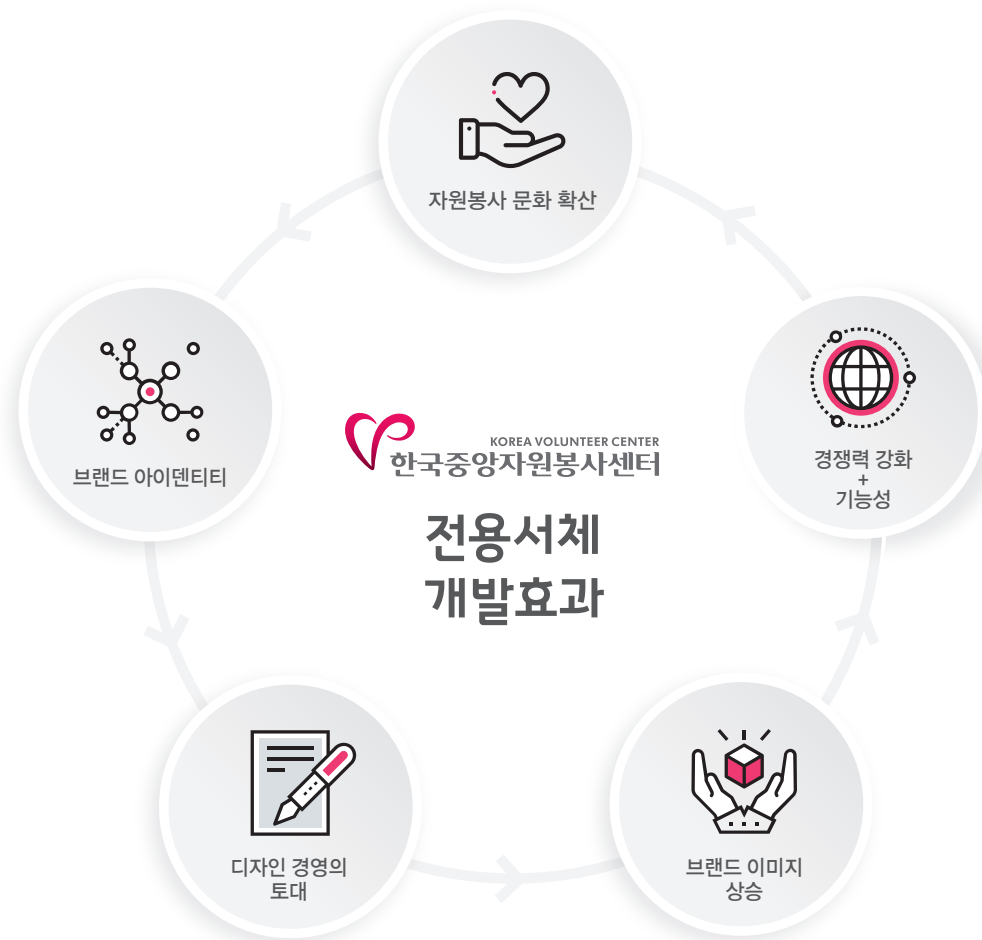 자원봉사 문화 확산
브랜드 아이덴티티
경쟁력 강화
+
기능성
KOREA VOLUNTEER CENTER
한국중앙자원봉사센터
전용서체
개발효과
디자인 경영의
토대
브랜드 이미지
상승